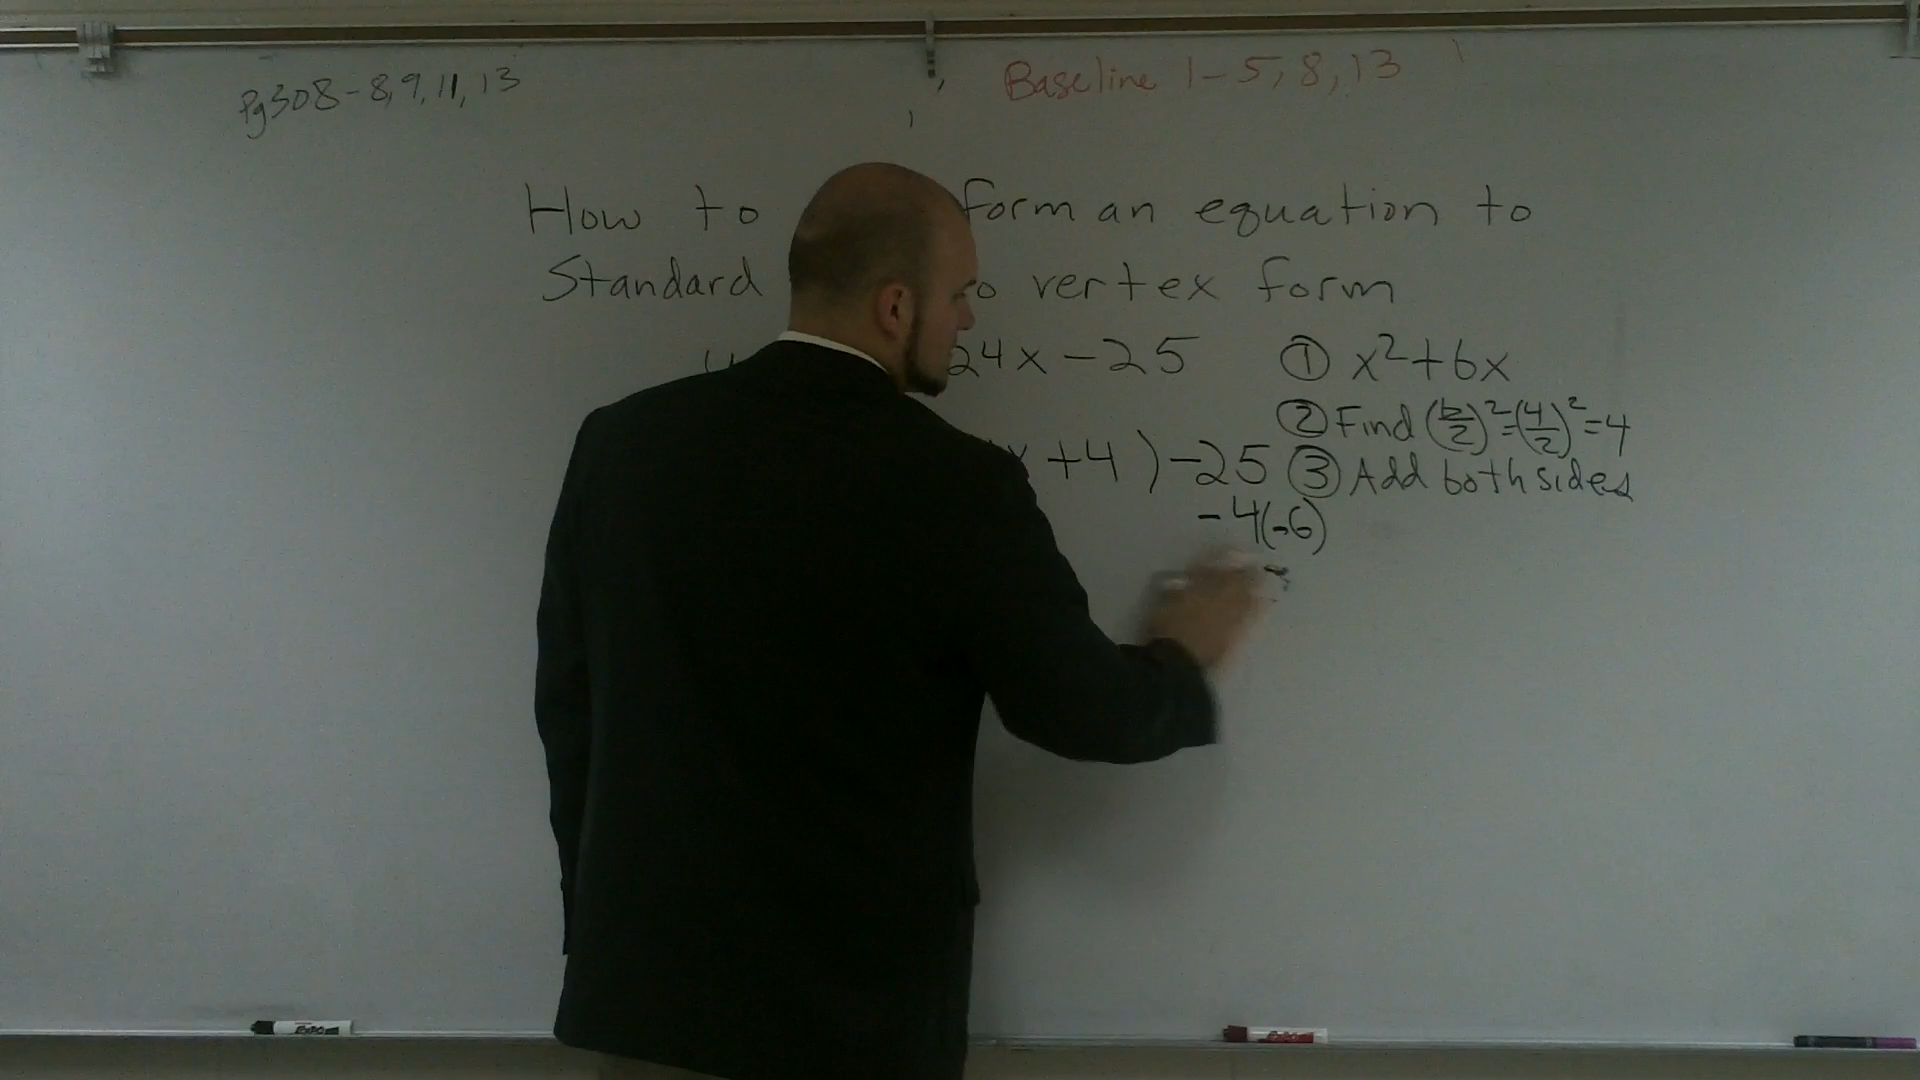 Pg308-8,9,11,13
Baseline 1-5,8,13
How to form an equation to
Standard vertex form
24x-25
① x²+6x
② Find (b/2)²=(4/2)²=4
+4)-25
③ Add both sides
-4(-6)